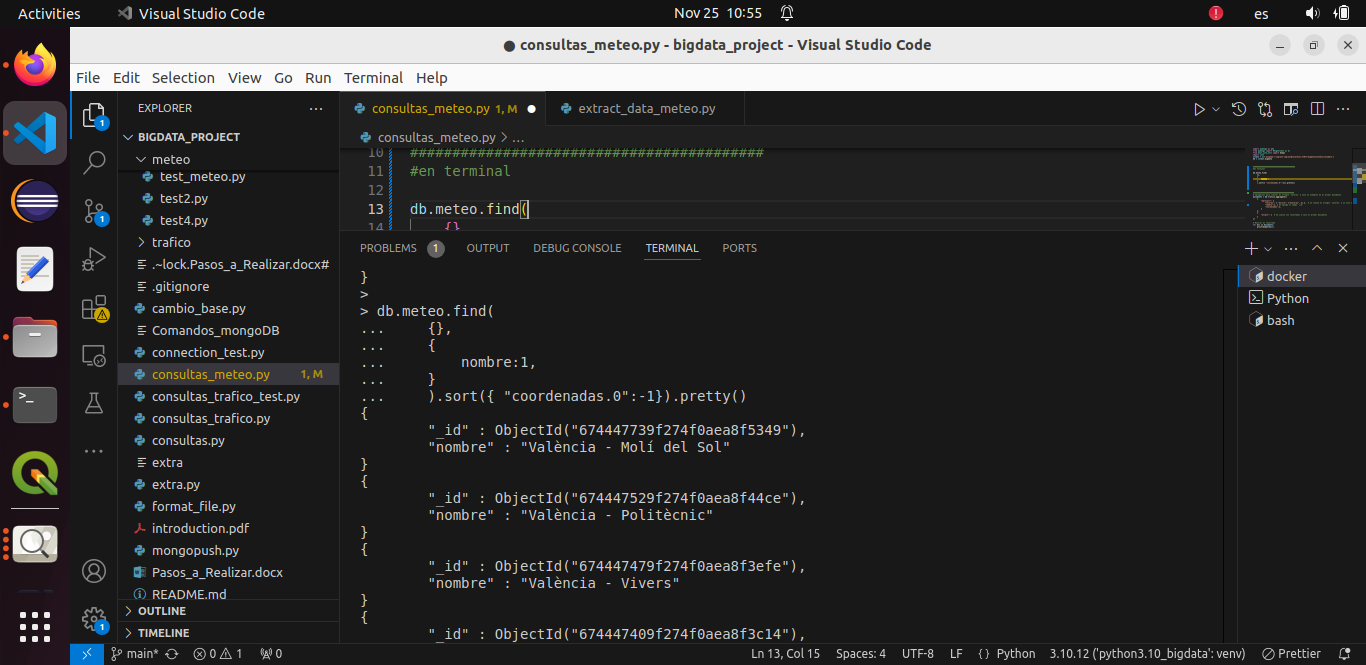 Activities
Visual Studio Code
Nov 25 10:55
es
consultas_meteo.py - bigdata_project - Visual Studio Code
File Edit Selection View Go Run Terminal Help
EXPLORER
BIGDATA_PROJECT
meteo
test_meteo.py
test2.py
test4.py
trafico
.~lock.Pasos_a_Realizar.docx#
.gitignore
cambio_base.py
Comandos_mongoDB
connection_test.py
consultas_meteo.py 1, M
consultas_trafico_test.py
consultas_trafico.py
consultas.py
extra
extra.py
format_file.py
introduction.pdf
mongopush.py
Pasos_a_Realizar.docx
README.md
OUTLINE
TIMELINE
consultas_meteo.py 1, M
extract_data_meteo.py
consultas_meteo.py > ...
10 ##########################################
11 #en terminal
12
13 db.meteo.find(
14 {}
PROBLEMS 1 OUTPUT DEBUG CONSOLE TERMINAL PORTS
}
>
> db.meteo.find(
... {},
... {
... nombre:1,
... }
... ).sort({ "coordenadas.0":-1}).pretty()
{
"_id" : ObjectId("674447739f274f0aea8f5349"),
"nombre" : "València - Molí del Sol"
}
{
"_id" : ObjectId("674447529f274f0aea8f44ce"),
"nombre" : "València - Politècnic"
}
{
"_id" : ObjectId("674447479f274f0aea8f3efe"),
"nombre" : "València - Vivers"
}
{
"_id" : ObjectId("674447409f274f0aea8f3c14"),
docker
Python
bash
main* 0 1 0
Ln 13, Col 15 Spaces: 4 UTF-8 LF { } Python 3.10.12 ('python3.10_bigdata': venv) Prettier